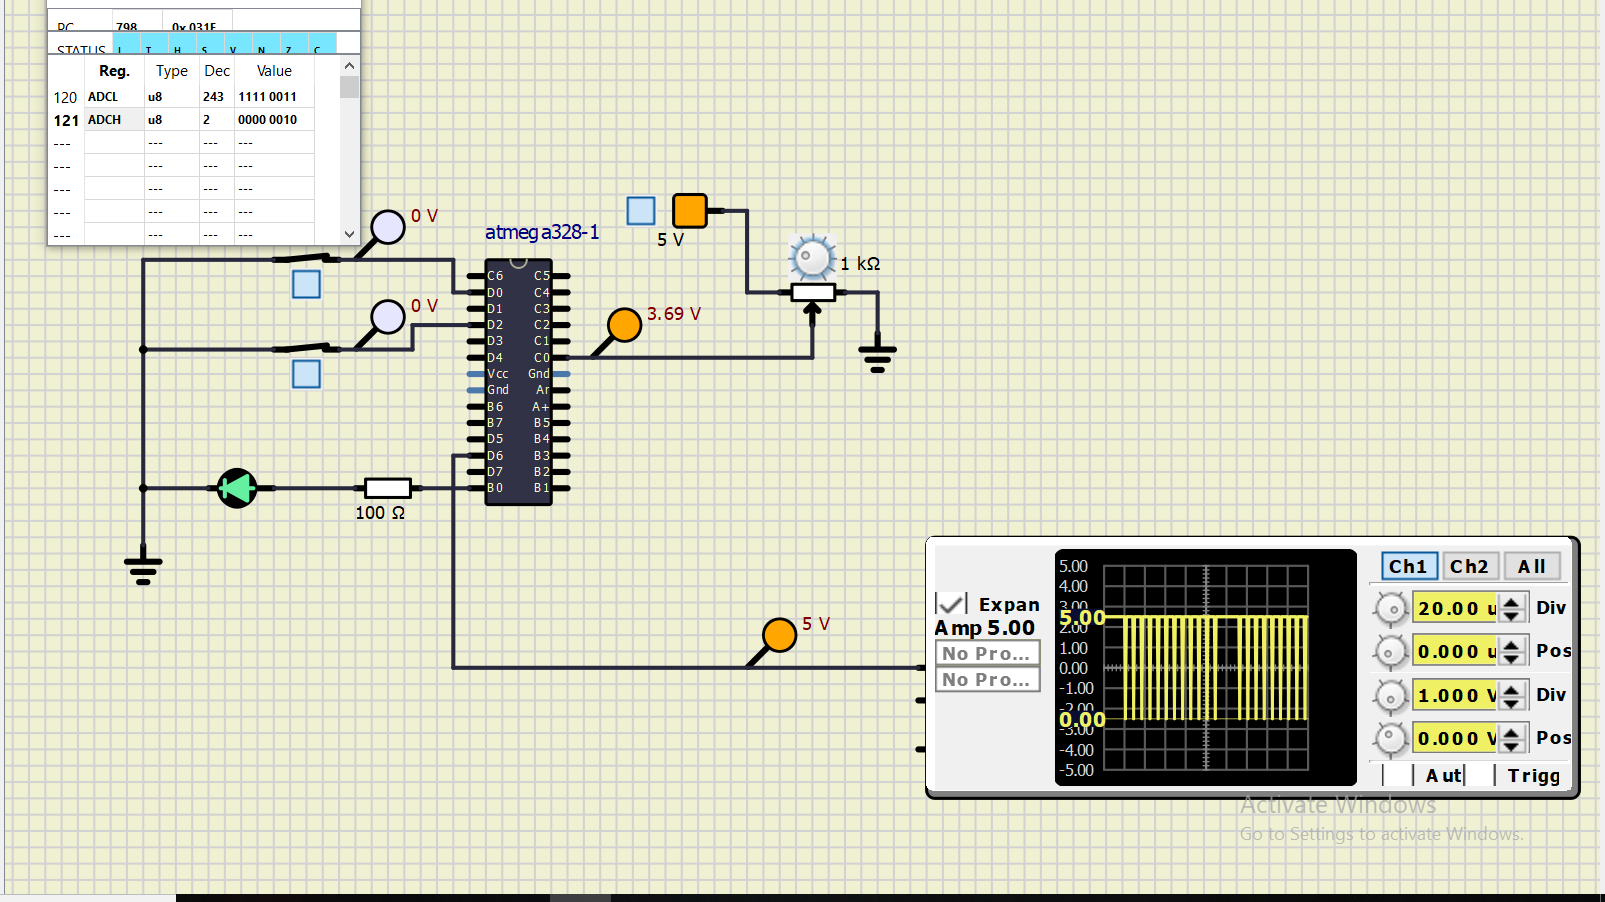 PC 798 0x 031E
STATUS I T H S V N Z C
Reg. Type Dec Value
120 ADCL u8 243 1111 0011
121 ADCH u8 2 0000 0010
--- --- --- ---
--- --- --- ---
--- --- --- ---
--- --- --- ---
--- --- --- ---
0 V
atmega328-1
5 V
1 kΩ
0 V
3.69 V
C6 C5
D0 C4
D1 C3
D2 C2
D3 C1
D4 C0
Vcc Gnd
Gnd Ar
B6 A+
B7 B5
D5 B4
D6 B3
D7 B2
B0 B1
100 Ω
5 V
Expan
Amp 5.00
No Pro...
No Pro...
5.00
4.00
3.00
5.00
2.00
1.00
0.00
-1.00
-2.00
0.00
-3.00
-4.00
-5.00
Ch1 Ch2 All
20.00 u Div
0.000 u Pos
1.000 V Div
0.000 V Pos
Aut Trigg
Activate Windows
Go to Settings to activate Windows.